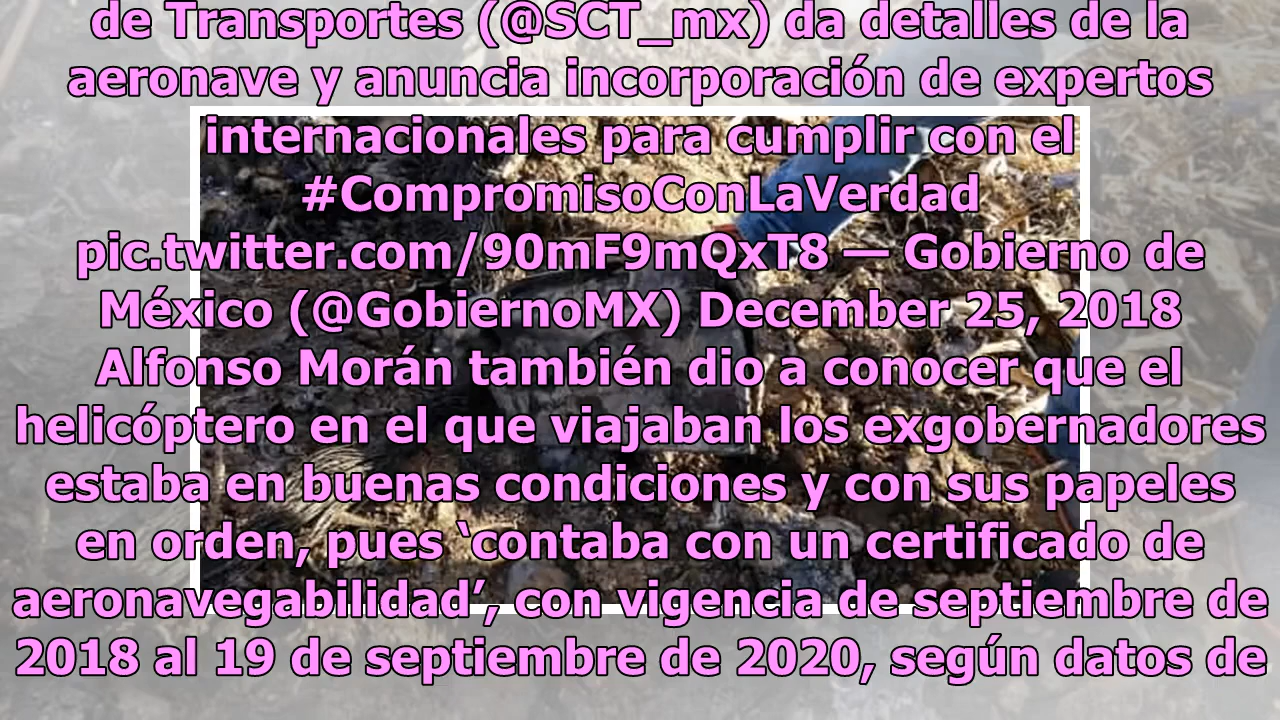 de Transportes (@SCT_mx) da detalles de la
aeronave y anuncia incorporación de expertos
internacionales para cumplir con el
#CompromisoConLaVerdad
pic.twitter.com/90mF9mQxT8 — Gobierno de
México (@GobiernoMX) December 25, 2018
Alfonso Morán también dio a conocer que el
helicóptero en el que viajaban los exgobernadores
estaba en buenas condiciones y con sus papeles
en orden, pues ‘contaba con un certificado de
aeronavegabilidad’, con vigencia de septiembre de
2018 al 19 de septiembre de 2020, según datos de